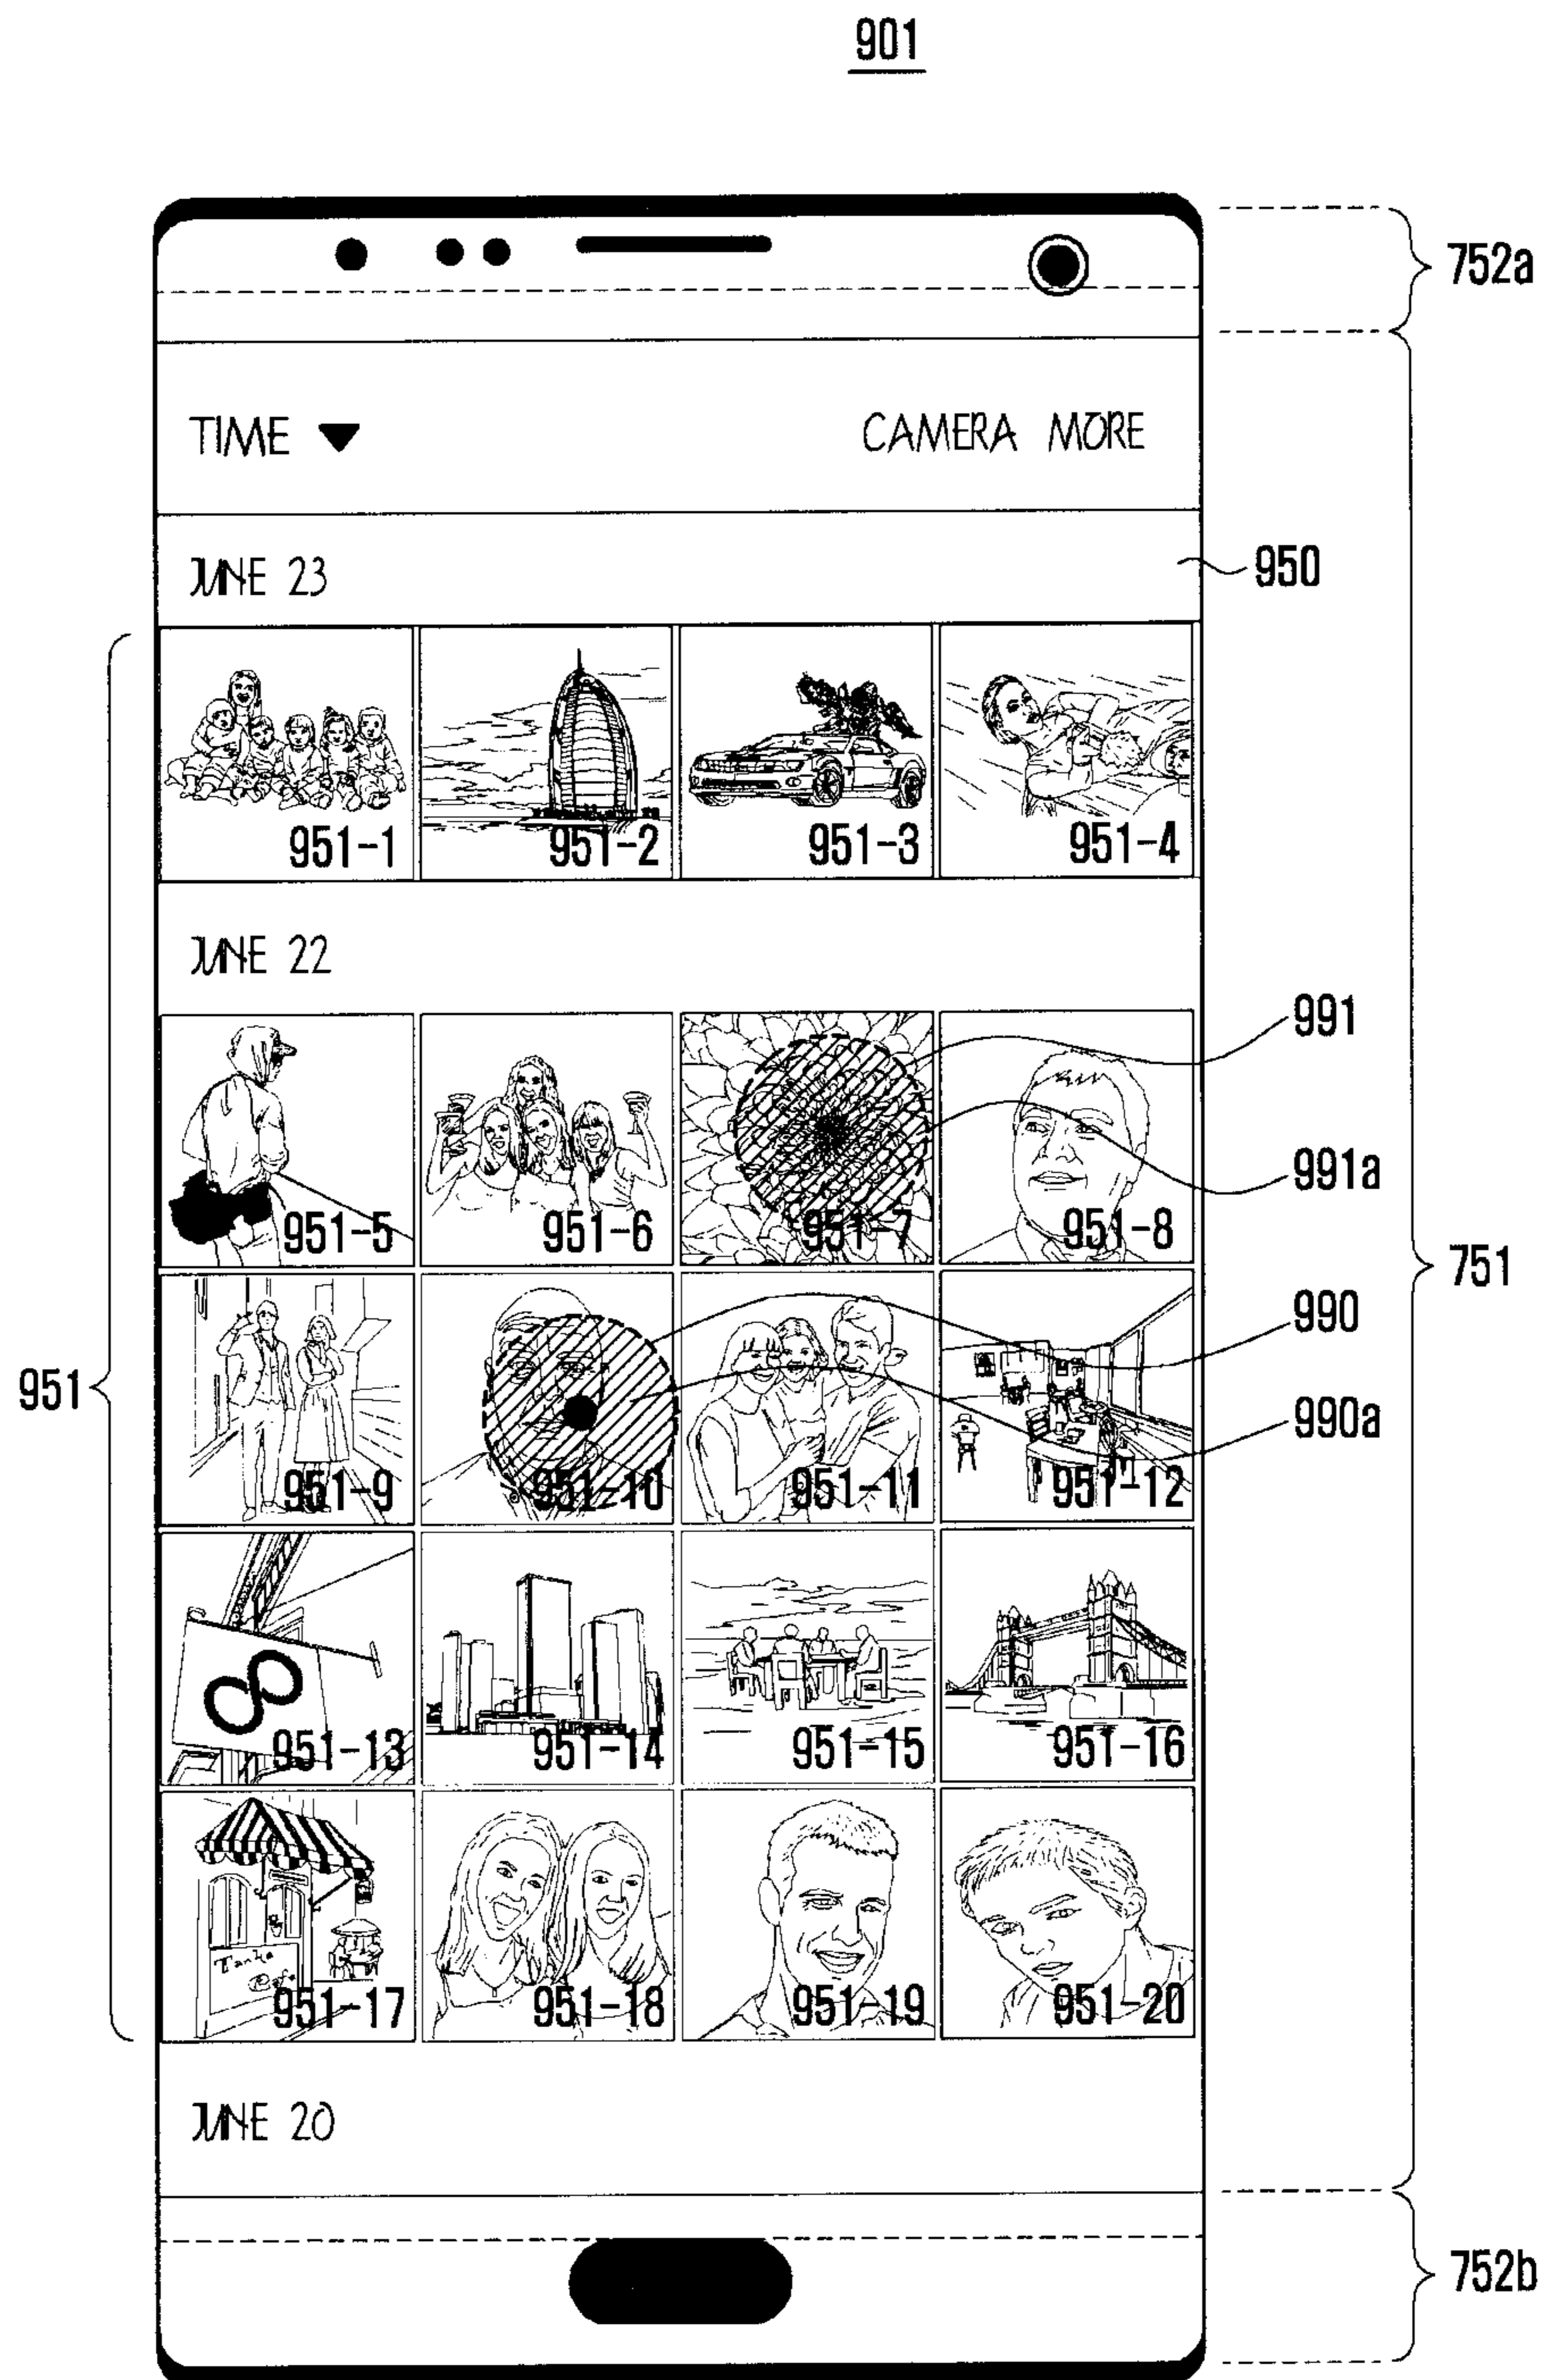 901
752a
TIME CAMERA MORE
JUNE 23
950
951-1 951-2 951-3 951-4
JUNE 22
991
991a
951-5 951-6 951-7 951-8
751
990
951
990a
951-9 951-10 951-11 951-12
8
951-13 951-14 951-15 951-16
Tanka
Cafe
951-17 951-18 951-19 951-20
JUNE 20
752b